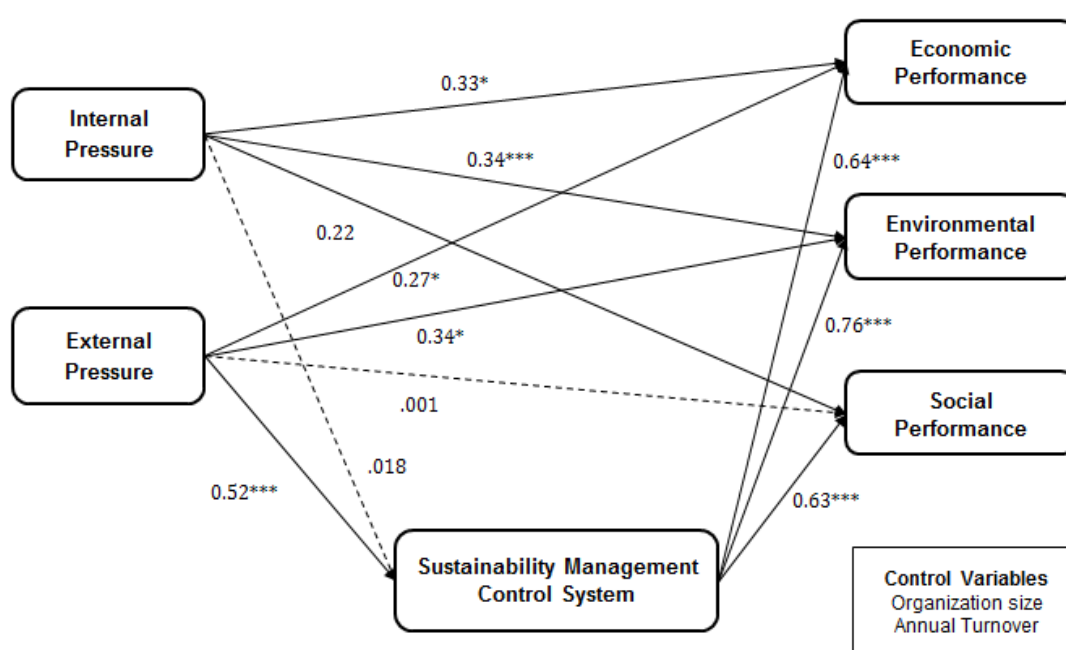 Economic
Performance
0.33*
Internal
Pressure
0.34***
0.64***
Environmental
Performance
0.22
0.27*
External
Pressure
0.34*
0.76***
Social
Performance
.001
.018
0.52***
0.63***
Sustainability Management
Control System
Control Variables
Organization size
Annual Turnover